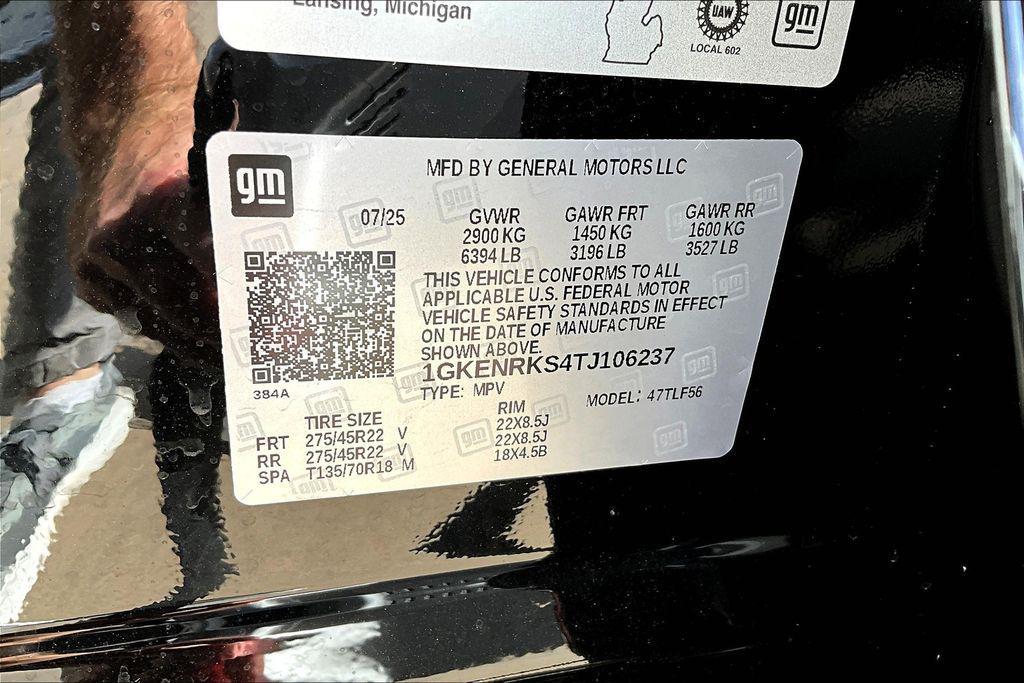 Lansing, Michigan
UAW
LOCAL 602
gm
gm
MFD BY GENERAL MOTORS LLC
07/25 GVWR GAWR FRT GAWR RR
2900 KG 1450 KG 1600 KG
6394 LB 3196 LB 3527 LB
THIS VEHICLE CONFORMS TO ALL
APPLICABLE U.S. FEDERAL MOTOR
VEHICLE SAFETY STANDARDS IN EFFECT
ON THE DATE OF MANUFACTURE
SHOWN ABOVE.
1GKENRKS4TJ106237
384A TYPE: MPV MODEL: 47TLF56
TIRE SIZE RIM
FRT 275/45R22 V 22X8.5J
RR 275/45R22 V 22X8.5J
SPA T135/70R18 M 18X4.5B